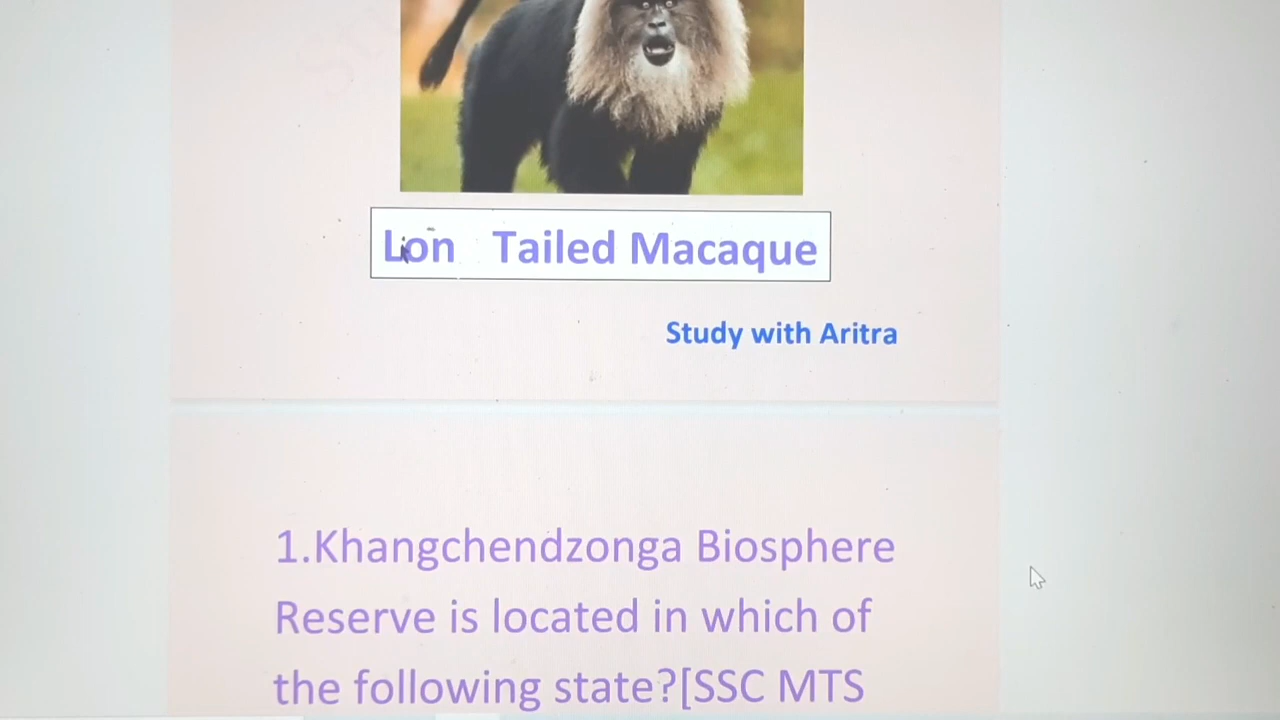 Lon Tailed Macaque
Study with Aritra
1.Khangchendzonga Biosphere
Reserve is located in which of
the following state?[SSC MTS